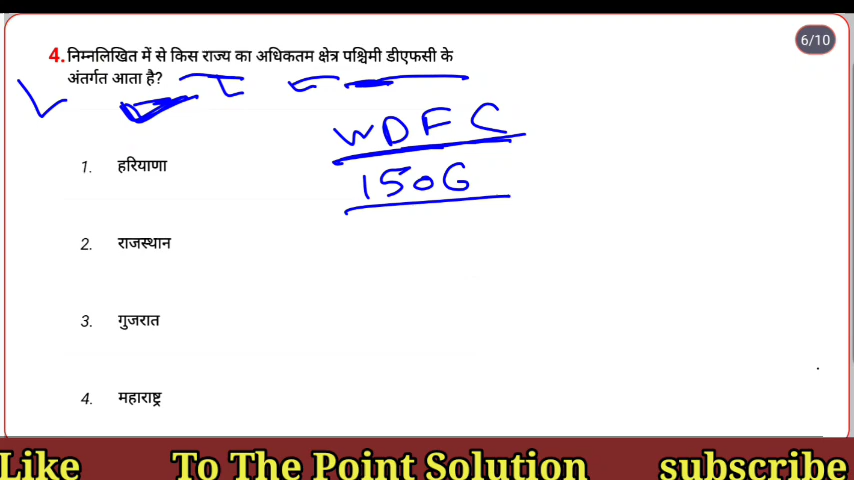 6/10
4. निम्नलिखित में से किस राज्य का अधिकतम क्षेत्र पश्चिमी डीएफसी के
अंतर्गत आता है?
WDFC
1506
1. हरियाणा
2. राजस्थान
3. गुजरात
4. महाराष्ट्र
Like To The Point Solution subscribe